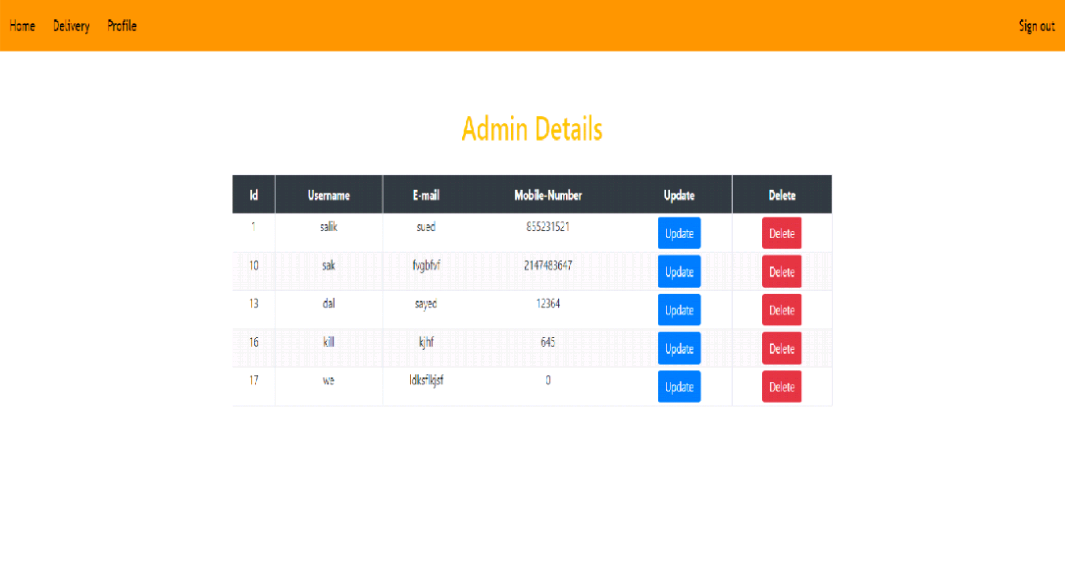 Home Delivery Profile Sign out
Admin Details
Id Username E-mail Mobile-Number Update Delete
1 salik sued 855231521 Update Delete
10 sak fvgbfvf 2147483647 Update Delete
13 dal sayed 12364 Update Delete
16 kill kjhf 645 Update Delete
17 we Update Delete
0